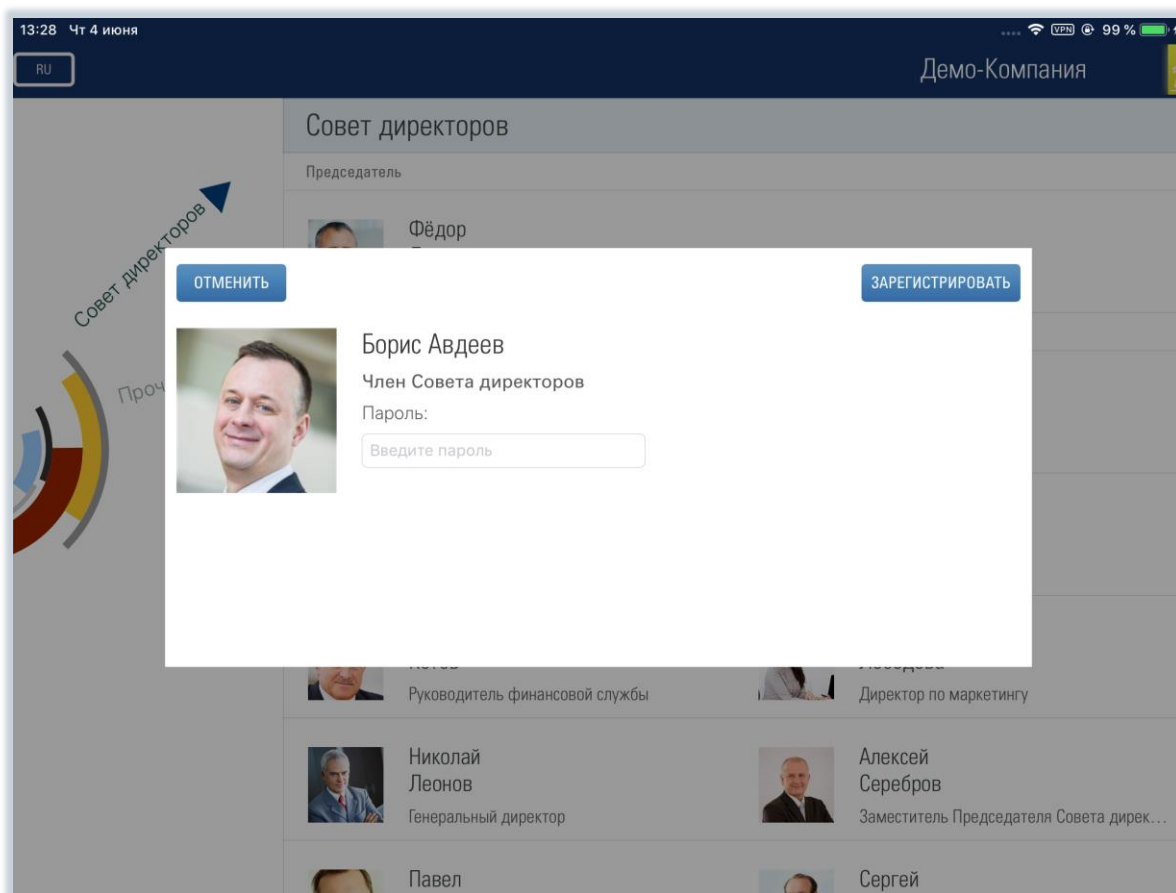 13:28 Чт 4 июня
VPN 99 %
RU
Демо-Компания
Совет директоров
Председатель
Совет директоров
Фёдор
ОТМЕНИТЬ
ЗАРЕГИСТРИРОВАТЬ
Борис Авдеев
Член Совета директоров
Пароль:
Введите пароль
Руководитель финансовой службы
Директор по маркетингу
Николай
Леонов
Генеральный директор
Алексей
Серебров
Заместитель Председателя Совета дирек...
Павел
Сергей